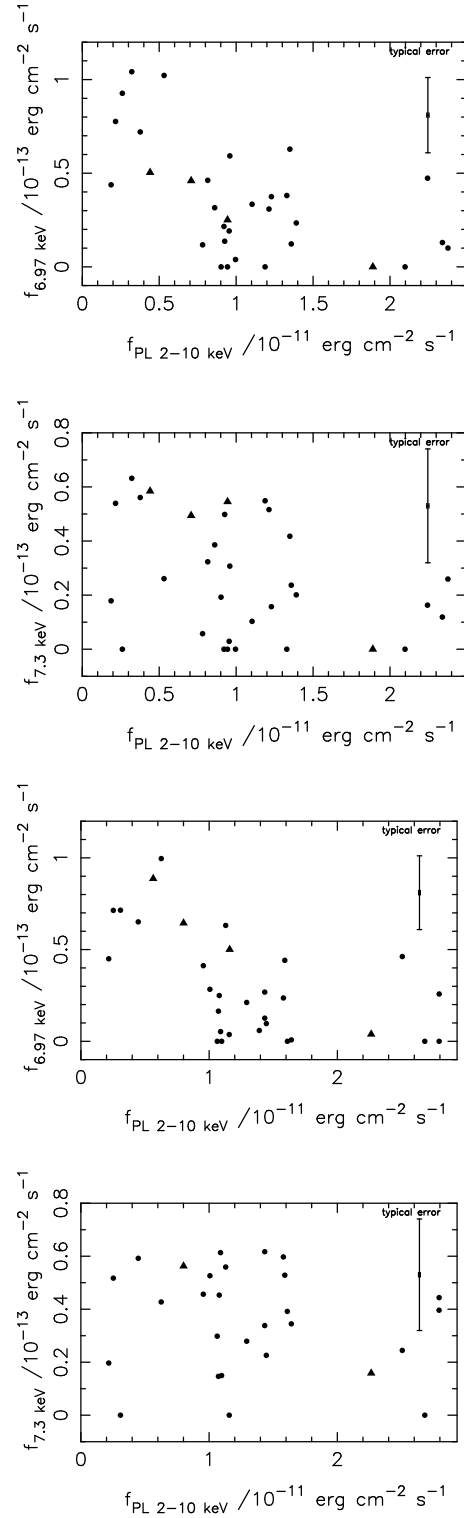 typical error
1
0.5
0
f6.97 keV /10−13 erg cm−2 s−1
0 0.5 1 1.5 2
fPL 2−10 keV /10−11 erg cm−2 s−1
typical error
0.8
0.6
0.4
0.2
0
f7.3 keV /10−13 erg cm−2 s−1
0 0.5 1 1.5 2
fPL 2−10 keV /10−11 erg cm−2 s−1
typical error
1
0.5
0
f6.97 keV /10−13 erg cm−2 s−1
0 1 2
fPL 2−10 keV /10−11 erg cm−2 s−1
typical error
0.8
0.6
0.4
0.2
0
f7.3 keV /10−13 erg cm−2 s−1
0 1 2
fPL 2−10 keV /10−11 erg cm−2 s−1